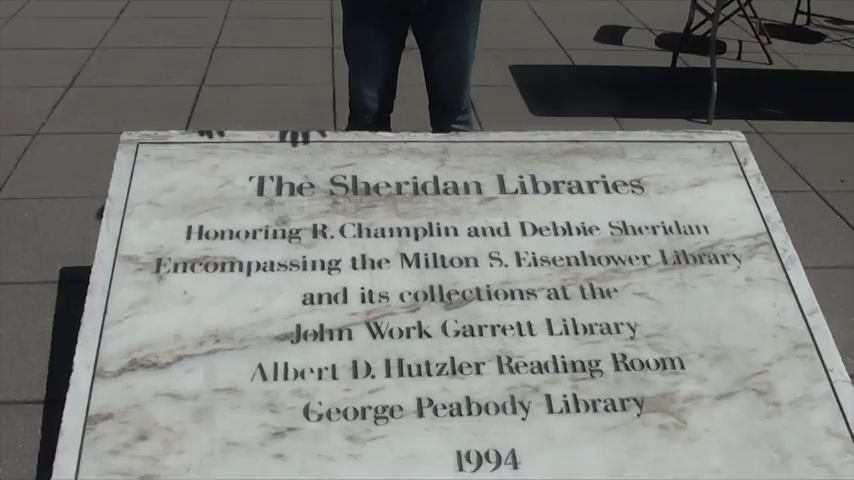 The Sheridan Libraries
Honoring R. Champlin and Debbie Sheridan
Encompassing the Milton S. Eisenhower Library
and its collections at the
John Work Garrett Library
Albert D. Hutzler Reading Room
George Peabody Library
1994